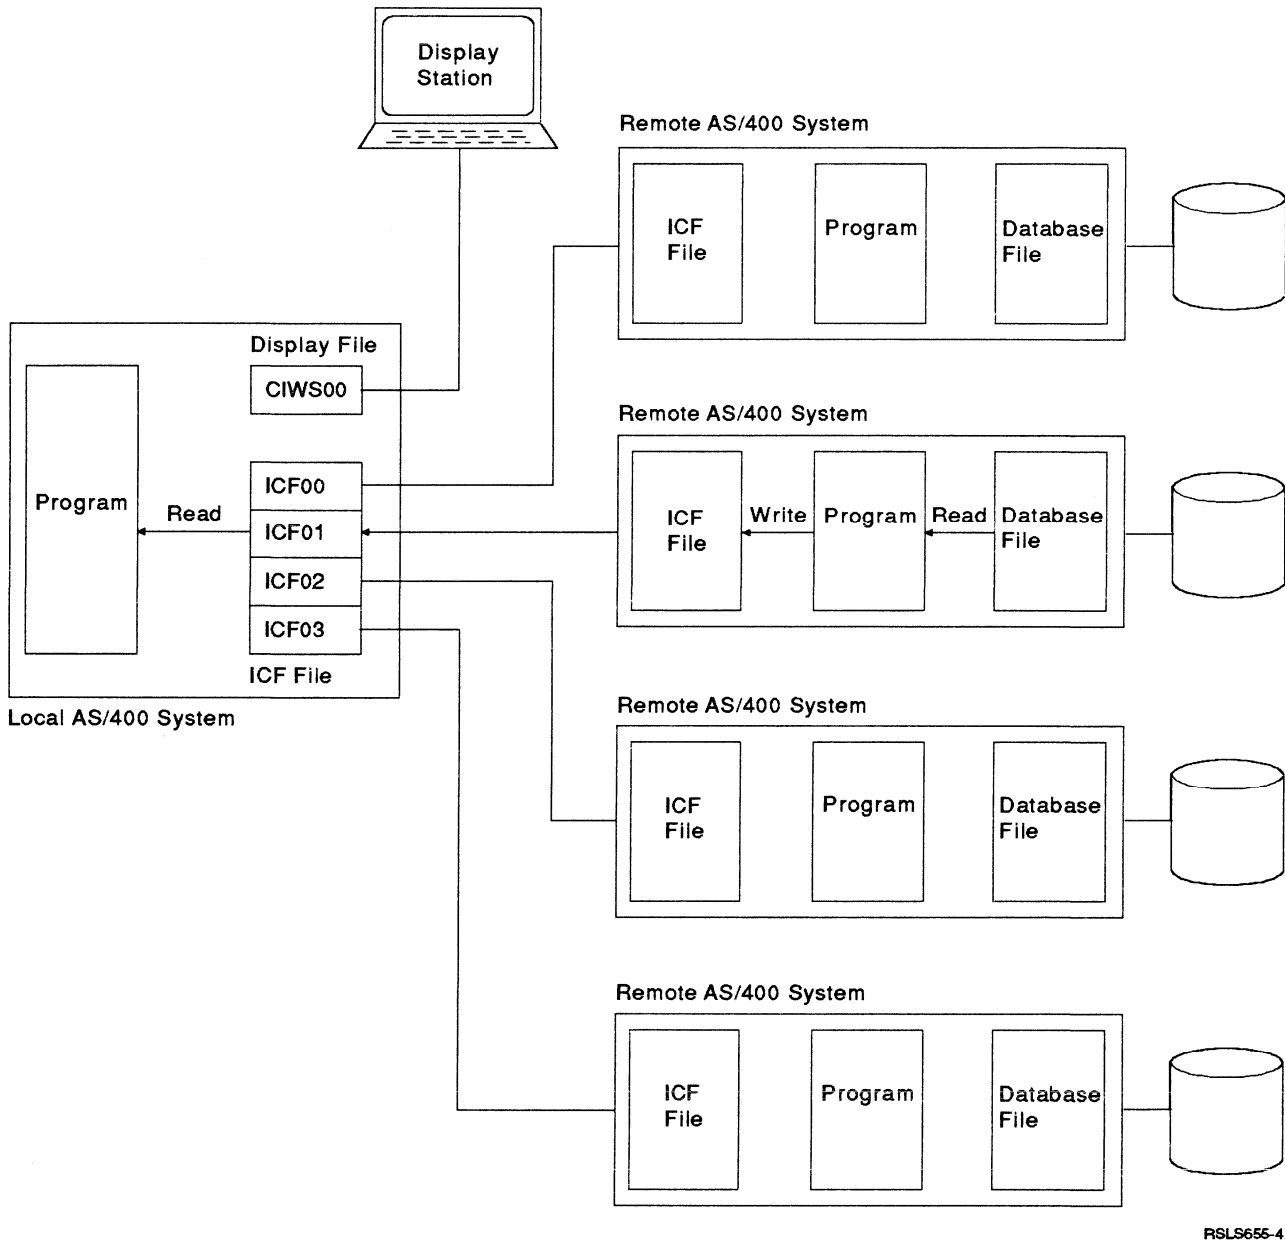 Display
Station
Remote AS/400 System
ICF
File
Program
Database
File
Display File
CIWS00
Program
Read
ICF00
ICF01
ICF02
ICF03
ICF File
Local AS/400 System
Remote AS/400 System
ICF
File
Write
Program
Read
Database
File
Remote AS/400 System
ICF
File
Program
Database
File
Remote AS/400 System
ICF
File
Program
Database
File
RSLS655-4